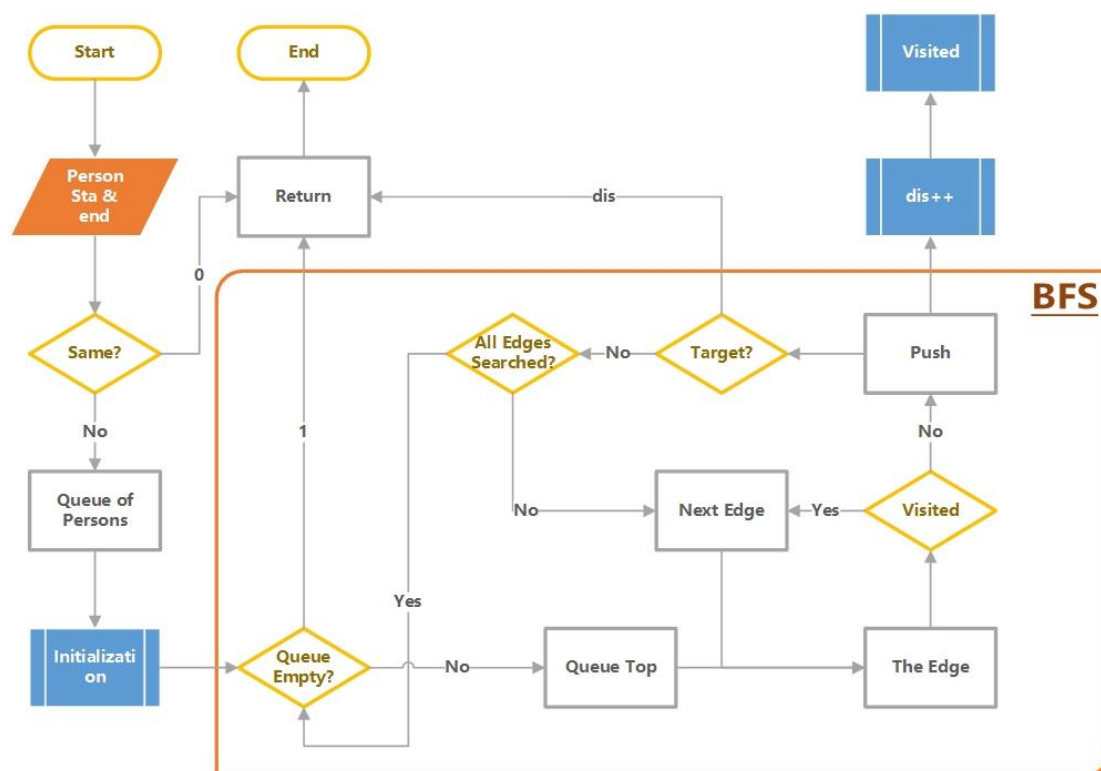 Start
End
Visited
Person
Sta &
end
Return
dis
dis++
0
BFS
Same?
All Edges
Searched?
No
Target?
Push
No
1
No
Queue of
Persons
No
Next Edge
Yes
Visited
Yes
Initializati
on
Queue
Empty?
No
Queue Top
The Edge